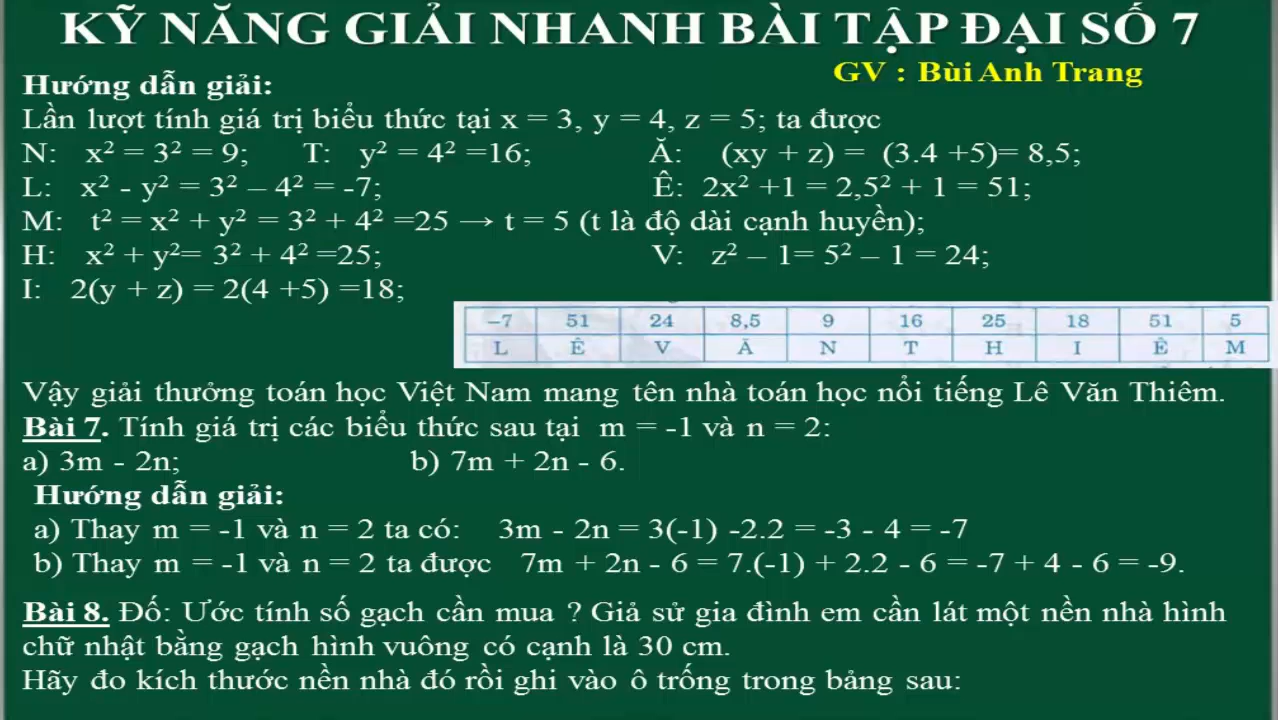 KỸ NĂNG GIẢI NHANH BÀI TẬP ĐẠI SỐ 7
GV : Bùi Anh Trang
Hướng dẫn giải:
Lần lượt tính giá trị biểu thức tại x = 3, y = 4, z = 5; ta được
N: x² = 3² = 9; T: y² = 4² =16; Ă: (xy + z) = (3.4 +5)= 8,5;
L: x² - y² = 3² – 4² = -7; Ê: 2x² +1 = 2,5² + 1 = 51;
M: t² = x² + y² = 3² + 4² =25 → t = 5 (t là độ dài cạnh huyền);
H: x² + y²= 3² + 4² =25; V: z² – 1= 5² – 1 = 24;
I: 2(y + z) = 2(4 +5) =18;
–7 51 24 8,5 9 16 25 18 51 5
L Ê V Ă N T H I Ê M
Vậy giải thưởng toán học Việt Nam mang tên nhà toán học nổi tiếng Lê Văn Thiêm.
Bài 7. Tính giá trị các biểu thức sau tại m = -1 và n = 2:
a) 3m - 2n; b) 7m + 2n - 6.
Hướng dẫn giải:
a) Thay m = -1 và n = 2 ta có: 3m - 2n = 3(-1) -2.2 = -3 - 4 = -7
b) Thay m = -1 và n = 2 ta được 7m + 2n - 6 = 7.(-1) + 2.2 - 6 = -7 + 4 - 6 = -9.
Bài 8. Đố: Ước tính số gạch cần mua ? Giả sử gia đình em cần lát một nền nhà hình
chữ nhật bằng gạch hình vuông có cạnh là 30 cm.
Hãy đo kích thước nền nhà đó rồi ghi vào ô trống trong bảng sau: